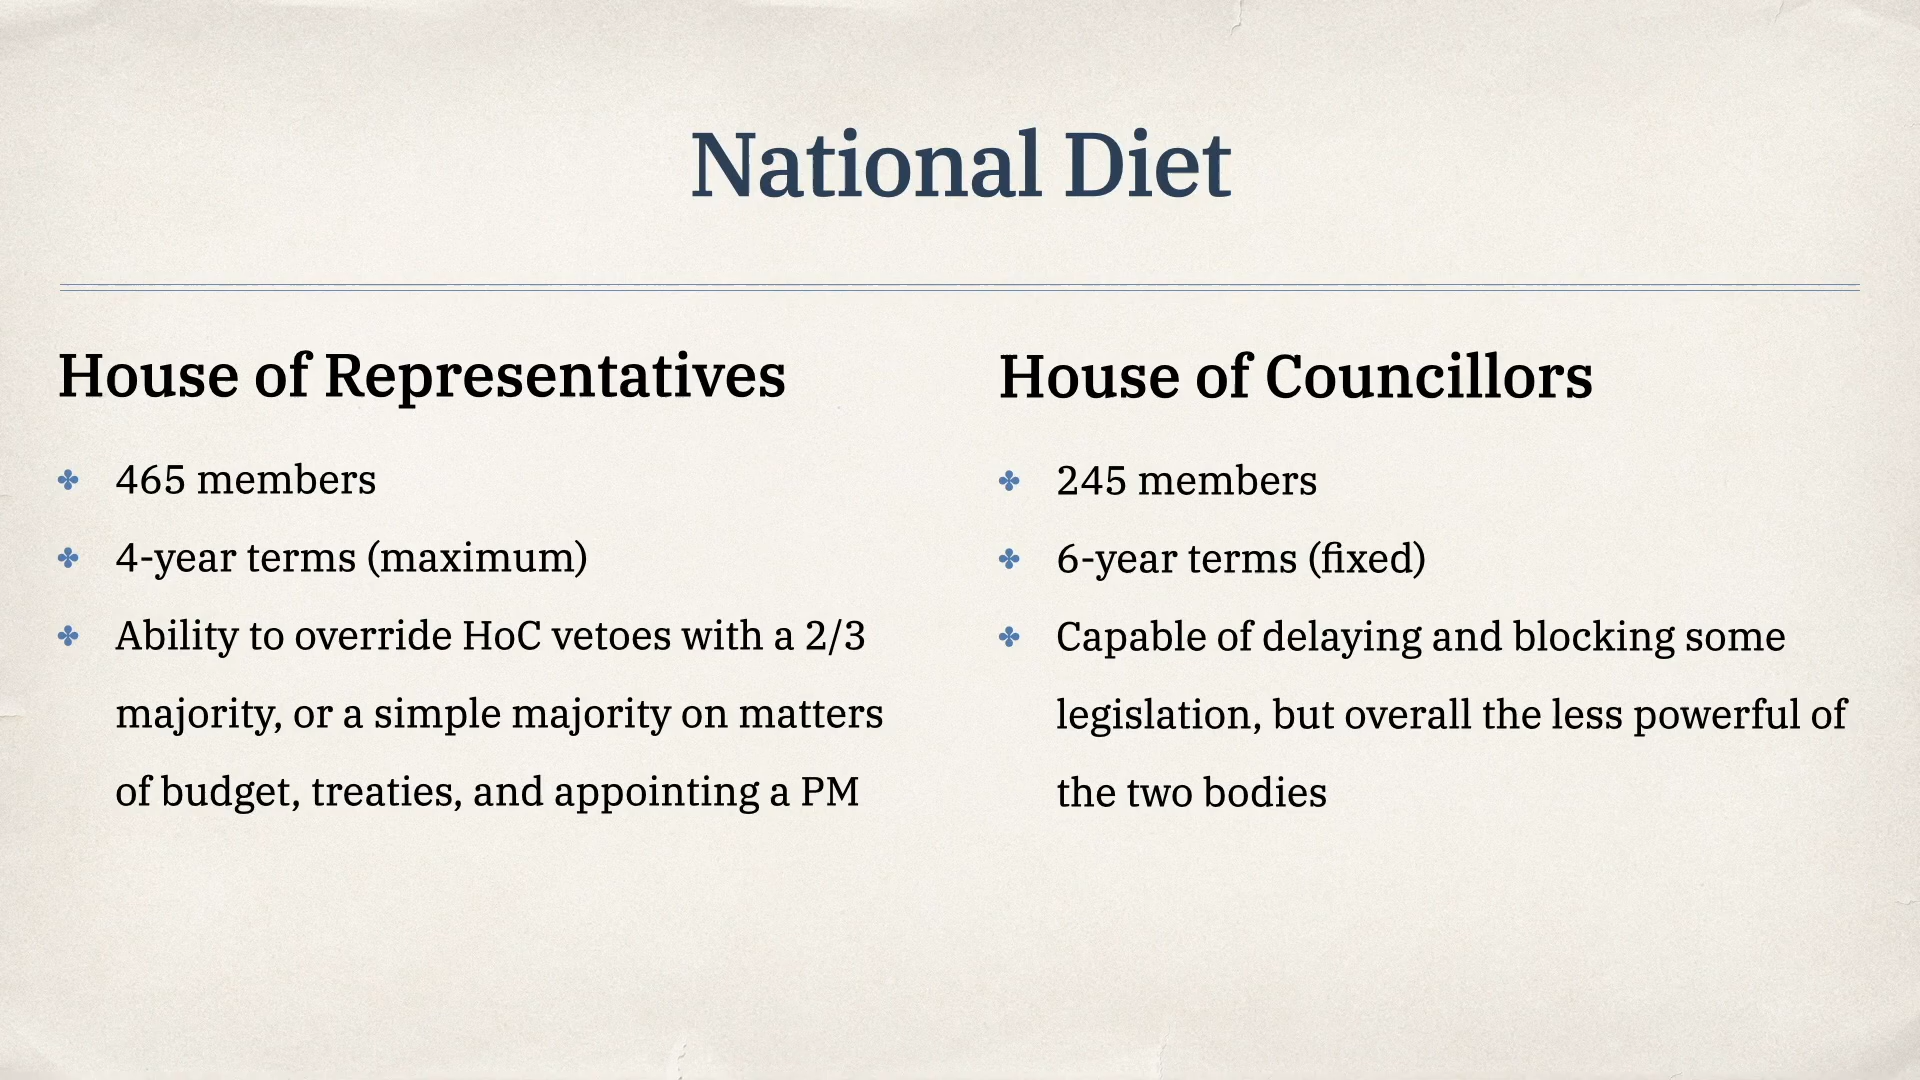 National Diet
House of Representatives
465 members
4-year terms (maximum)
Ability to override HoC vetoes with a 2/3
majority, or a simple majority on matters
of budget, treaties, and appointing a PM
House of Councillors
245 members
6-year terms (fixed)
Capable of delaying and blocking some
legislation, but overall the less powerful of
the two bodies